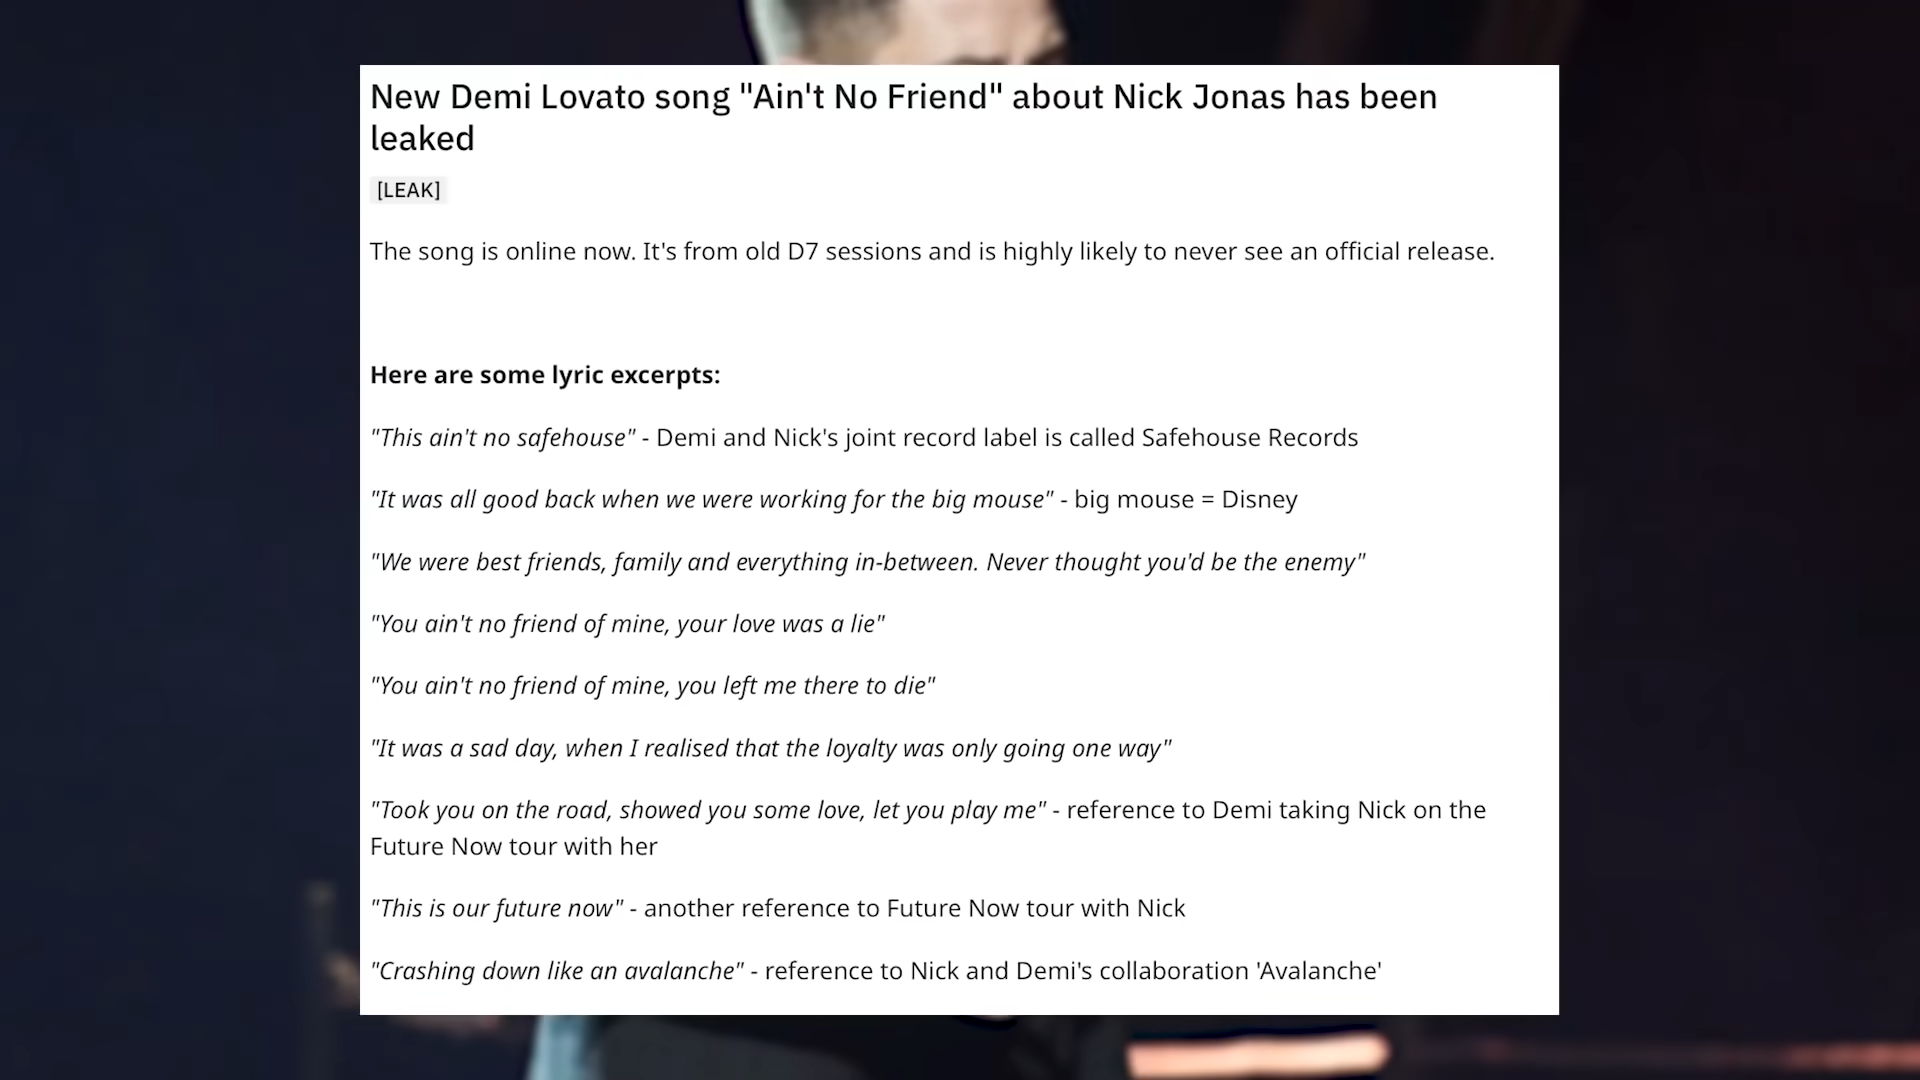 New Demi Lovato song "Ain't No Friend" about Nick Jonas has been
leaked
[LEAK]
The song is online now. It's from old D7 sessions and is highly likely to never see an official release.
Here are some lyric excerpts:
"This ain't no safehouse" - Demi and Nick's joint record label is called Safehouse Records
"It was all good back when we were working for the big mouse" - big mouse = Disney
"We were best friends, family and everything in-between. Never thought you'd be the enemy"
"You ain't no friend of mine, your love was a lie"
"You ain't no friend of mine, you left me there to die"
"It was a sad day, when I realised that the loyalty was only going one way"
"Took you on the road, showed you some love, let you play me" - reference to Demi taking Nick on the
Future Now tour with her
"This is our future now" - another reference to Future Now tour with Nick
"Crashing down like an avalanche" - reference to Nick and Demi's collaboration 'Avalanche'